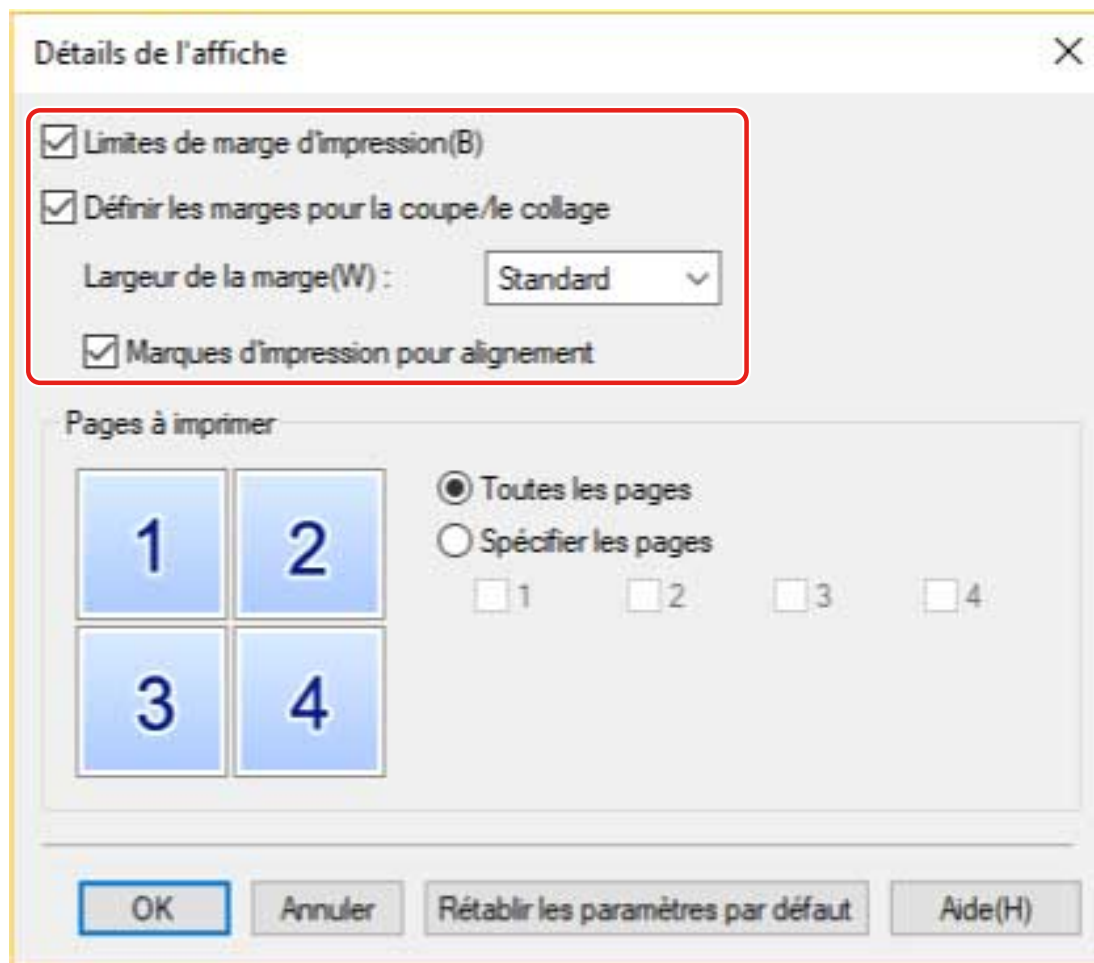 Détails de l'affiche
Limites de marge d'impression(B)
Définir les marges pour la coupe/le collage
Largeur de la marge(W) : Standard
Marques d'impression pour alignement
Pages à imprimer
1 2
3 4
Toutes les pages
Spécifier les pages
1 2 3 4
OK Annuler Rétablir les paramètres par défaut Aide(H)